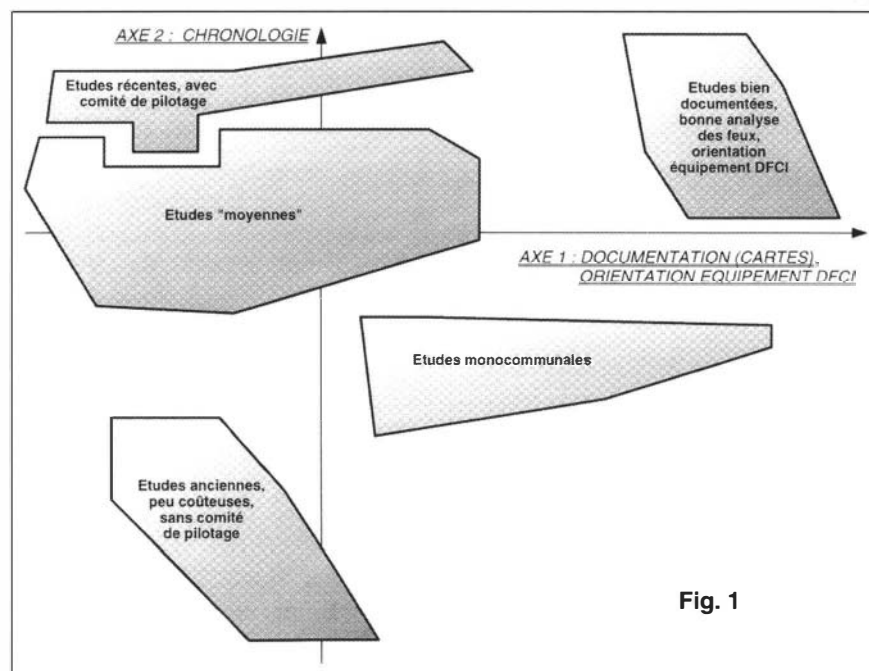 AXE 2 : CHRONOLOGIE
Etudes récentes, avec
comité de pilotage
Etudes bien
documentées,
bonne analyse
des feux,
orientation
équipement DFCI
Etudes "moyennes"
AXE 1 : DOCUMENTATION (CARTES),
ORIENTATION EQUIPEMENT DFCI
Etudes monocommunales
Etudes anciennes,
peu coûteuses,
sans comité
de pilotage
Fig. 1